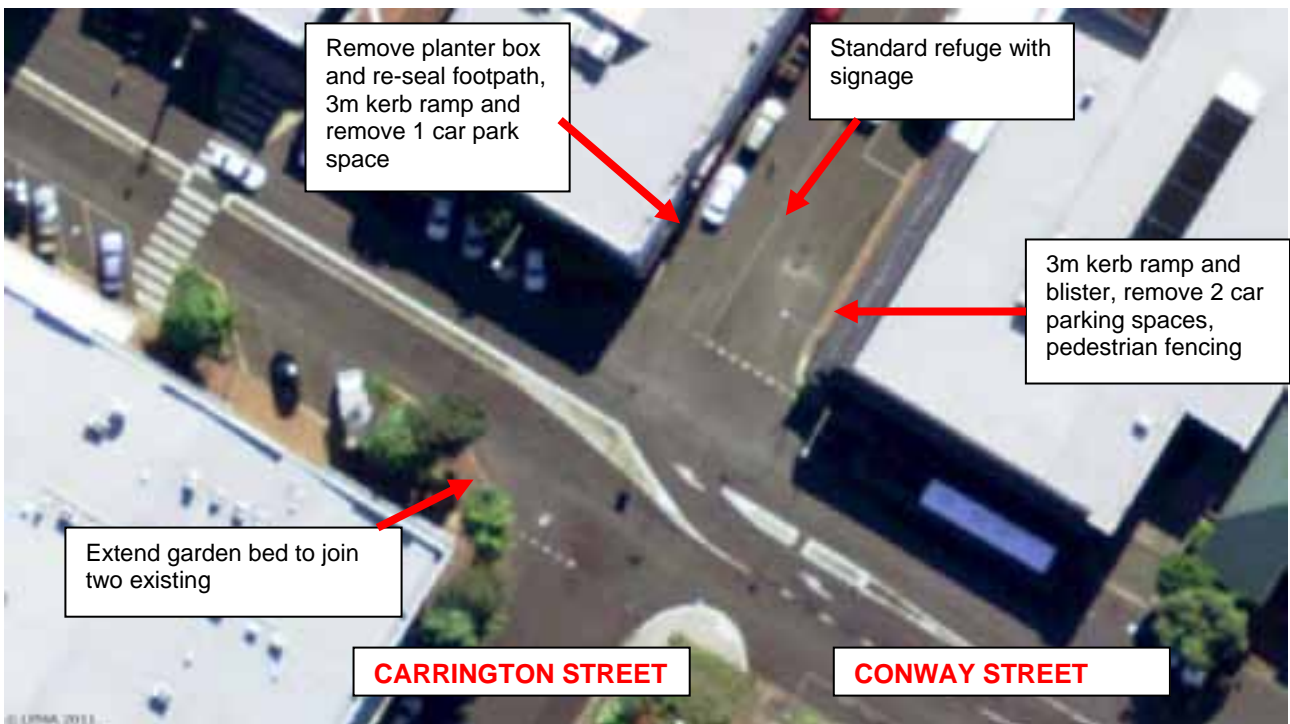 Remove planter box
and re-seal footpath,
3m kerb ramp and
remove 1 car park
space
Standard refuge with
signage
3m kerb ramp and
blister, remove 2 car
parking spaces,
pedestrian fencing
Extend garden bed to join
two existing
CARRINGTON STREET
CONWAY STREET